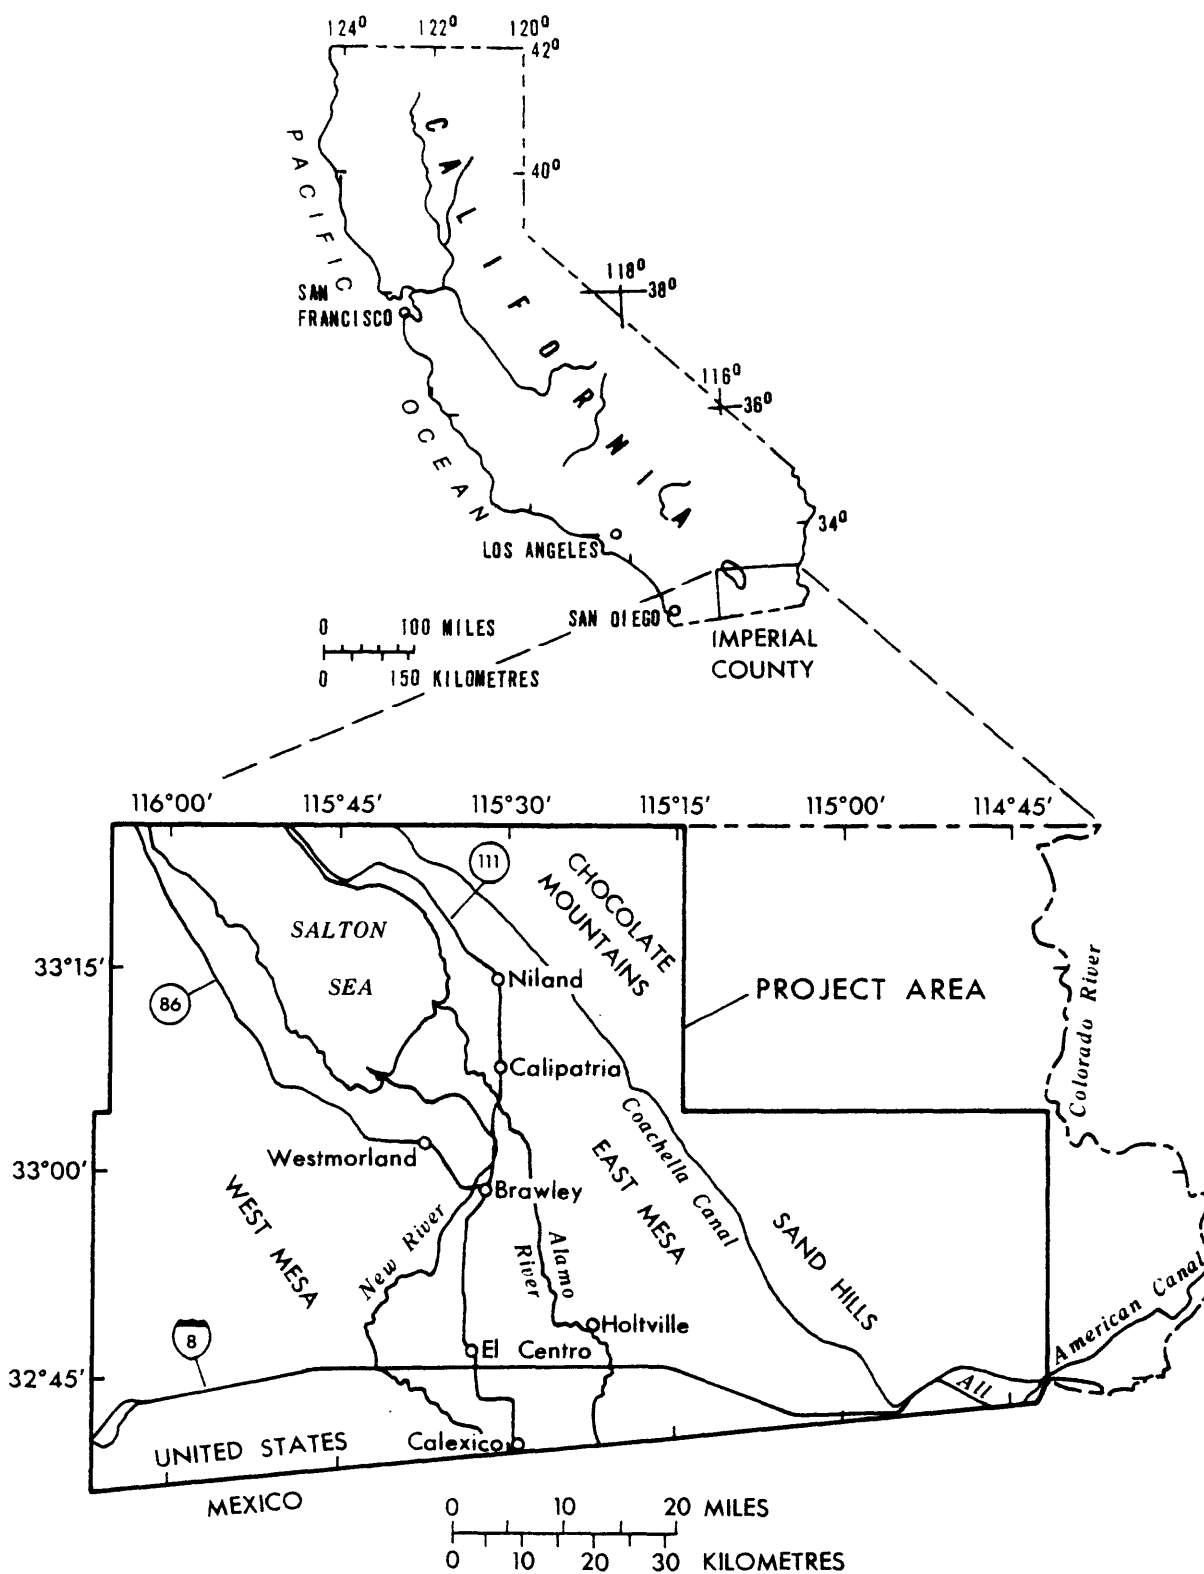 124° 122° 120°
42°
40°
CALIFORNIA
PACIFIC
OCEAN
118°
38°
SAN
FRANCISCO
116°
36°
34°
LOS ANGELES
SAN DIEGO
IMPERIAL
COUNTY
0 100 MILES
0 150 KILOMETRES
116°00′ 115°45′ 115°30′ 115°15′ 115°00′ 114°45′
111
CHOCOLATE
MOUNTAINS
SALTON
SEA
33°15′
Niland
PROJECT AREA
86
Colorado River
Calipatria
Coachella Canal
Westmorland
EAST MESA
33°00′
Brawley
WEST MESA
New River
Alamo
River
SAND HILLS
American Canal
Holtville
8
El Centro
32°45′
All
Calexico
UNITED STATES
MEXICO
0 10 20 MILES
0 10 20 30 KILOMETRES